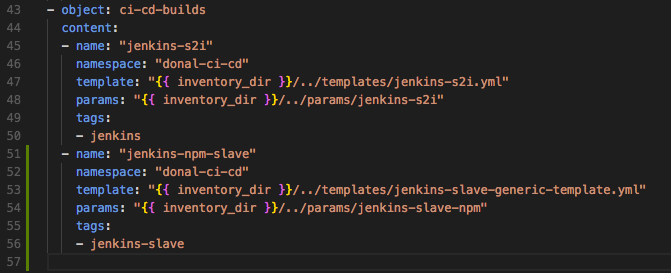 43 - object: ci-cd-builds
44 content:
45 - name: "jenkins-s2i"
46 namespace: "donal-ci-cd"
47 template: "{{ inventory_dir }}/../templates/jenkins-s2i.yml"
48 params: "{{ inventory_dir }}/../params/jenkins-s2i"
49 tags:
50 - jenkins
51 - name: "jenkins-npm-slave"
52 namespace: "donal-ci-cd"
53 template: "{{ inventory_dir }}/../templates/jenkins-slave-generic-template.yml"
54 params: "{{ inventory_dir }}/../params/jenkins-slave-npm"
55 tags:
56 - jenkins-slave
57